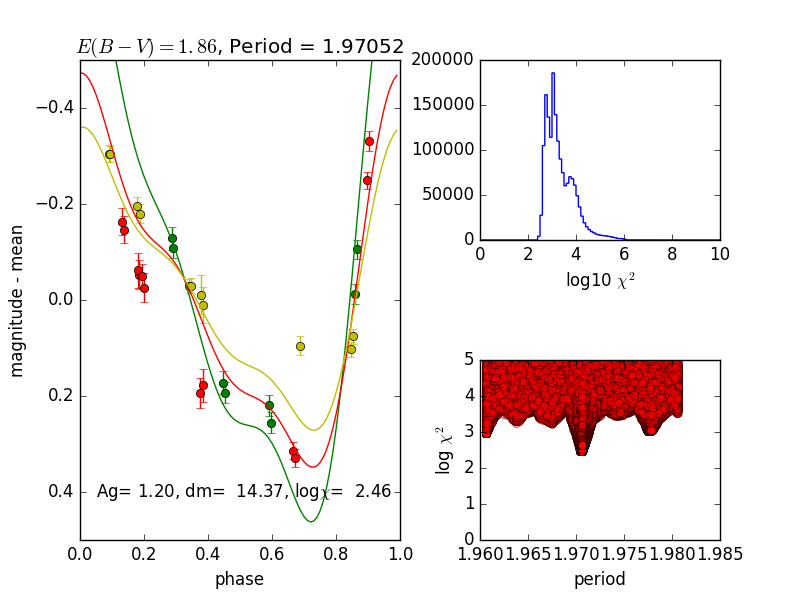 E(B − V) = 1.86, Period = 1.97052
−0.4
−0.2
0.0
0.2
0.4
magnitude - mean
Ag= 1.20, dm=  14.37, logχ=  2.46
0.0 0.2 0.4 0.6 0.8 1.0
phase
200000
150000
100000
50000
0
0 2 4 6 8 10
log10 χ²
5
4
3
2
1
0
log χ²
1.960 1.965 1.970 1.975 1.980 1.985
period